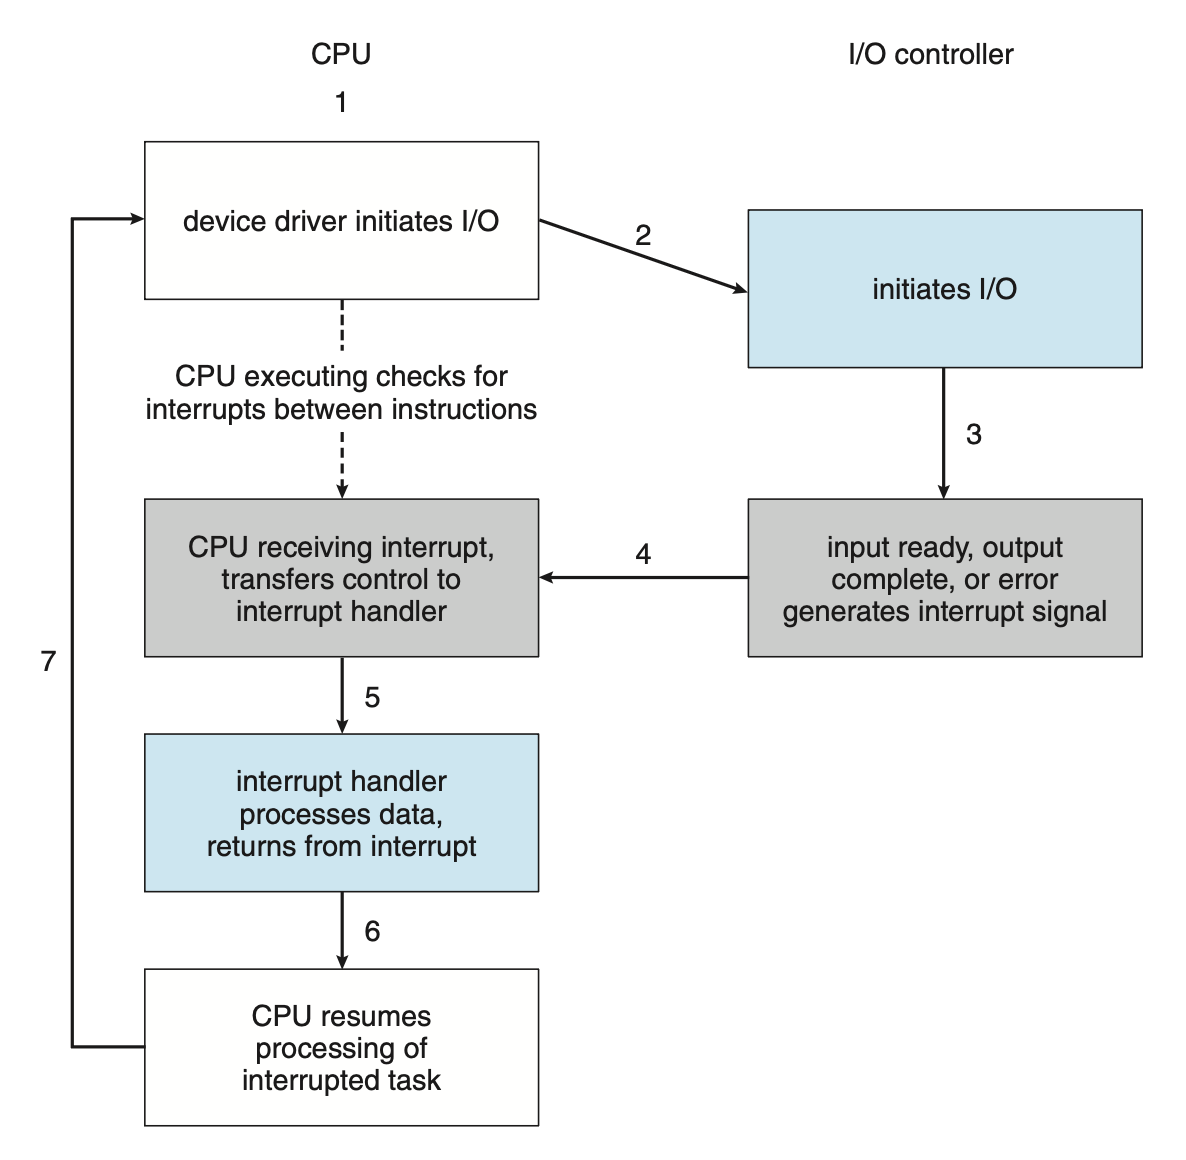 CPU
I/O controller
1
device driver initiates I/O
2
initiates I/O
CPU executing checks for
interrupts between instructions
3
CPU receiving interrupt,
transfers control to
interrupt handler
4
input ready, output
complete, or error
generates interrupt signal
7
5
interrupt handler
processes data,
returns from interrupt
6
CPU resumes
processing of
interrupted task